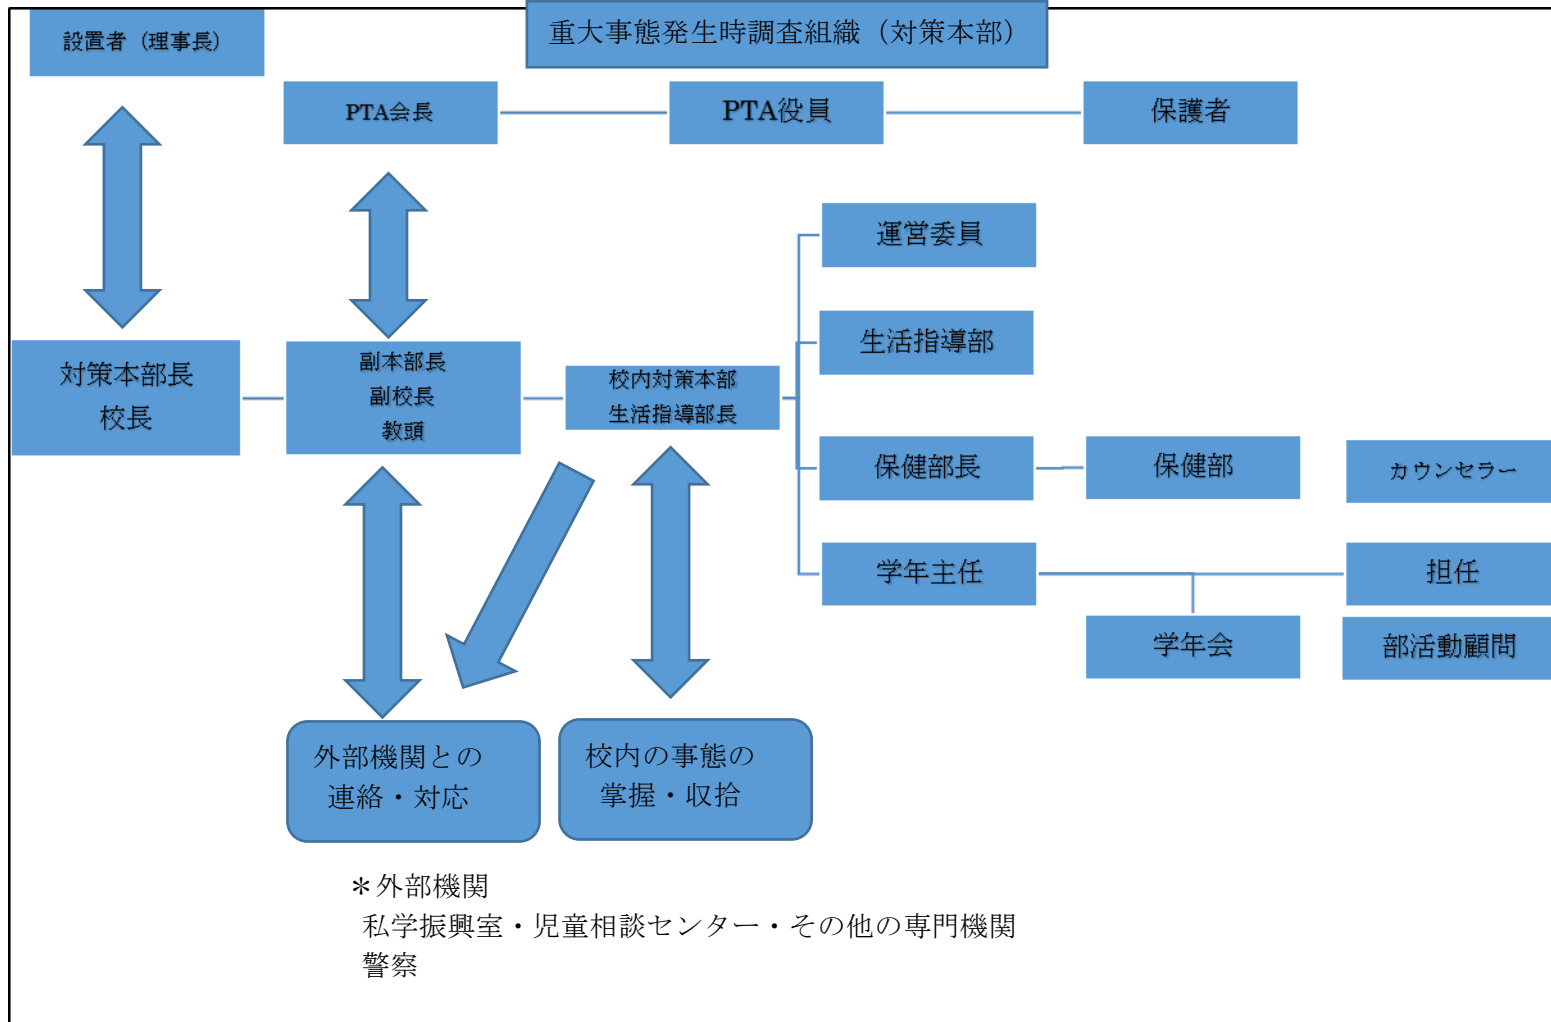 重大事態発生時調査組織（対策本部）
設置者（理事長）
PTA会長
PTA役員
保護者
運営委員
生活指導部
対策本部長
校長
副本部長
副校長
教頭
校内対策本部
生活指導部長
保健部長
保健部
カウンセラー
学年主任
担任
学年会
部活動顧問
外部機関との
連絡・対応
校内の事態の
掌握・収拾
＊外部機関
私学振興室・児童相談センター・その他の専門機関
警察